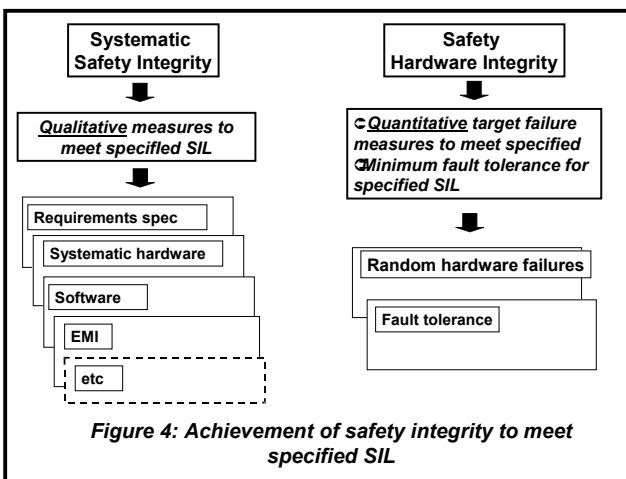 Systematic
Safety Integrity
Qualitative measures to
meet specified SIL
Requirements spec
Systematic hardware
Software
EMI
etc
Safety
Hardware Integrity
Quantitative target failure
measures to meet specified
Minimum fault tolerance for
specified SIL
Random hardware failures
Fault tolerance
Figure 4: Achievement of safety integrity to meet
specified SIL